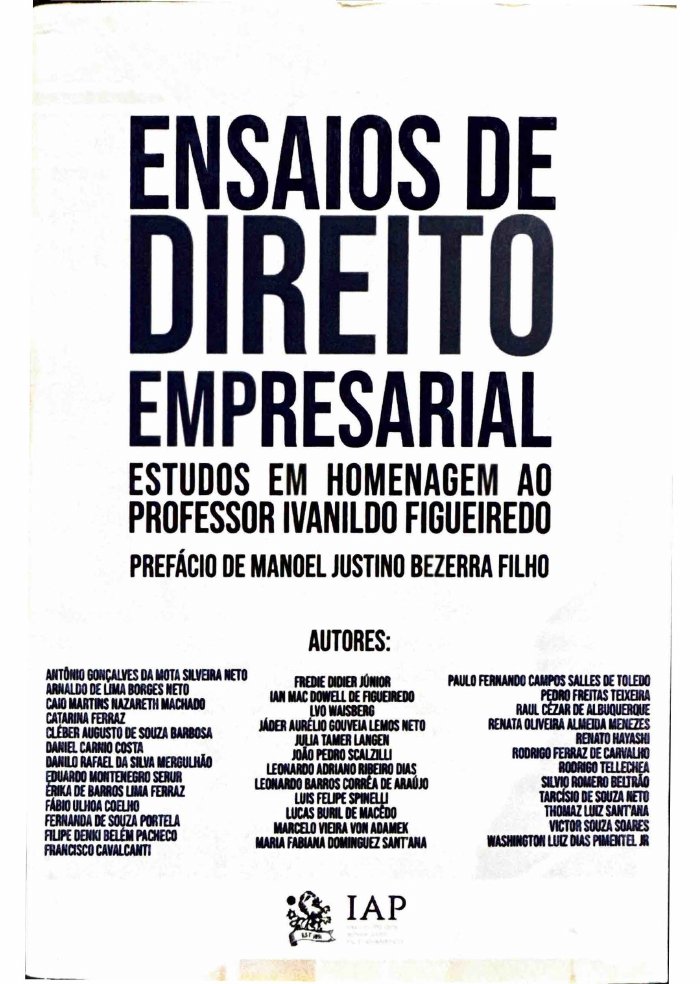 ENSAIOS DE
DIREITO
EMPRESARIAL
ESTUDOS EM HOMENAGEM AO
PROFESSOR IVANILDO FIGUEIREDO
PREFÁCIO DE MANOEL JUSTINO BEZERRA FILHO
AUTORES:
ANTÔNIO GONÇALVES DA MOTA SILVEIRA NETO
ARNALDO DE LIMA BORGES NETO
CAIO MARTINS NAZARETH MACHADO
CATARINA FERRAZ
CLÉBER AUGUSTO DE SOUZA BARBOSA
DANIEL CARNIO COSTA
DANILO RAFAEL DA SILVA MERGULHÃO
EDUARDO MONTENEGRO SERUR
ÉRIKA DE BARROS LIMA FERRAZ
FÁBIO ULHOA COELHO
FERNANDA DE SOUZA PORTELA
FILIPE DENKI BELÉM PACHECO
FRANCISCO CAVALCANTI
FREDIE DIDIER JÚNIOR
IAN MAC DOWELL DE FIGUEIREDO
LVO WAISBERG
JÁDER AURÉLIO GOUVEIA LEMOS NETO
JULIA TAMER LANGEN
JOÃO PEDRO SCALZILLI
LEONARDO ADRIANO RIBEIRO DIAS
LEONARDO BARROS CORRÊA DE ARAÚJO
LUIS FELIPE SPINELLI
LUCAS BURIL DE MACÊDO
MARCELO VIEIRA VON ADAMEK
MARIA FABIANA DOMINGUEZ SANT'ANA
PAULO FERNANDO CAMPOS SALLES DE TOLEDO
PEDRO FREITAS TEIXEIRA
RAUL CÉZAR DE ALBUQUERQUE
RENATA OLIVEIRA ALMEIDA MENEZES
RENATO HAYASHI
RODRIGO FERRAZ DE CARVALHO
RODRIGO TELLECHEA
SILVIO ROMERO BELTRÃO
TARCÍSIO DE SOUZA NETO
THOMAZ LUIZ SANT'ANA
VICTOR SOUZA SOARES
WASHINGTON LUIZ DIAS PIMENTEL JR
IAP